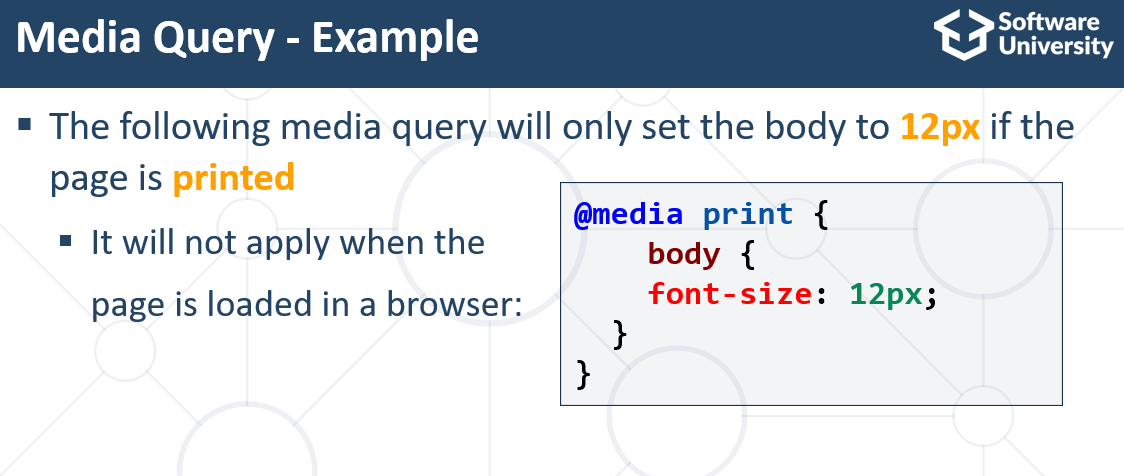 Media Query - Example
Software
University
▪ The following media query will only set the body to 12px if the
page is printed
▪ It will not apply when the
page is loaded in a browser:
@media print {
    body {
    font-size: 12px;
  }
}